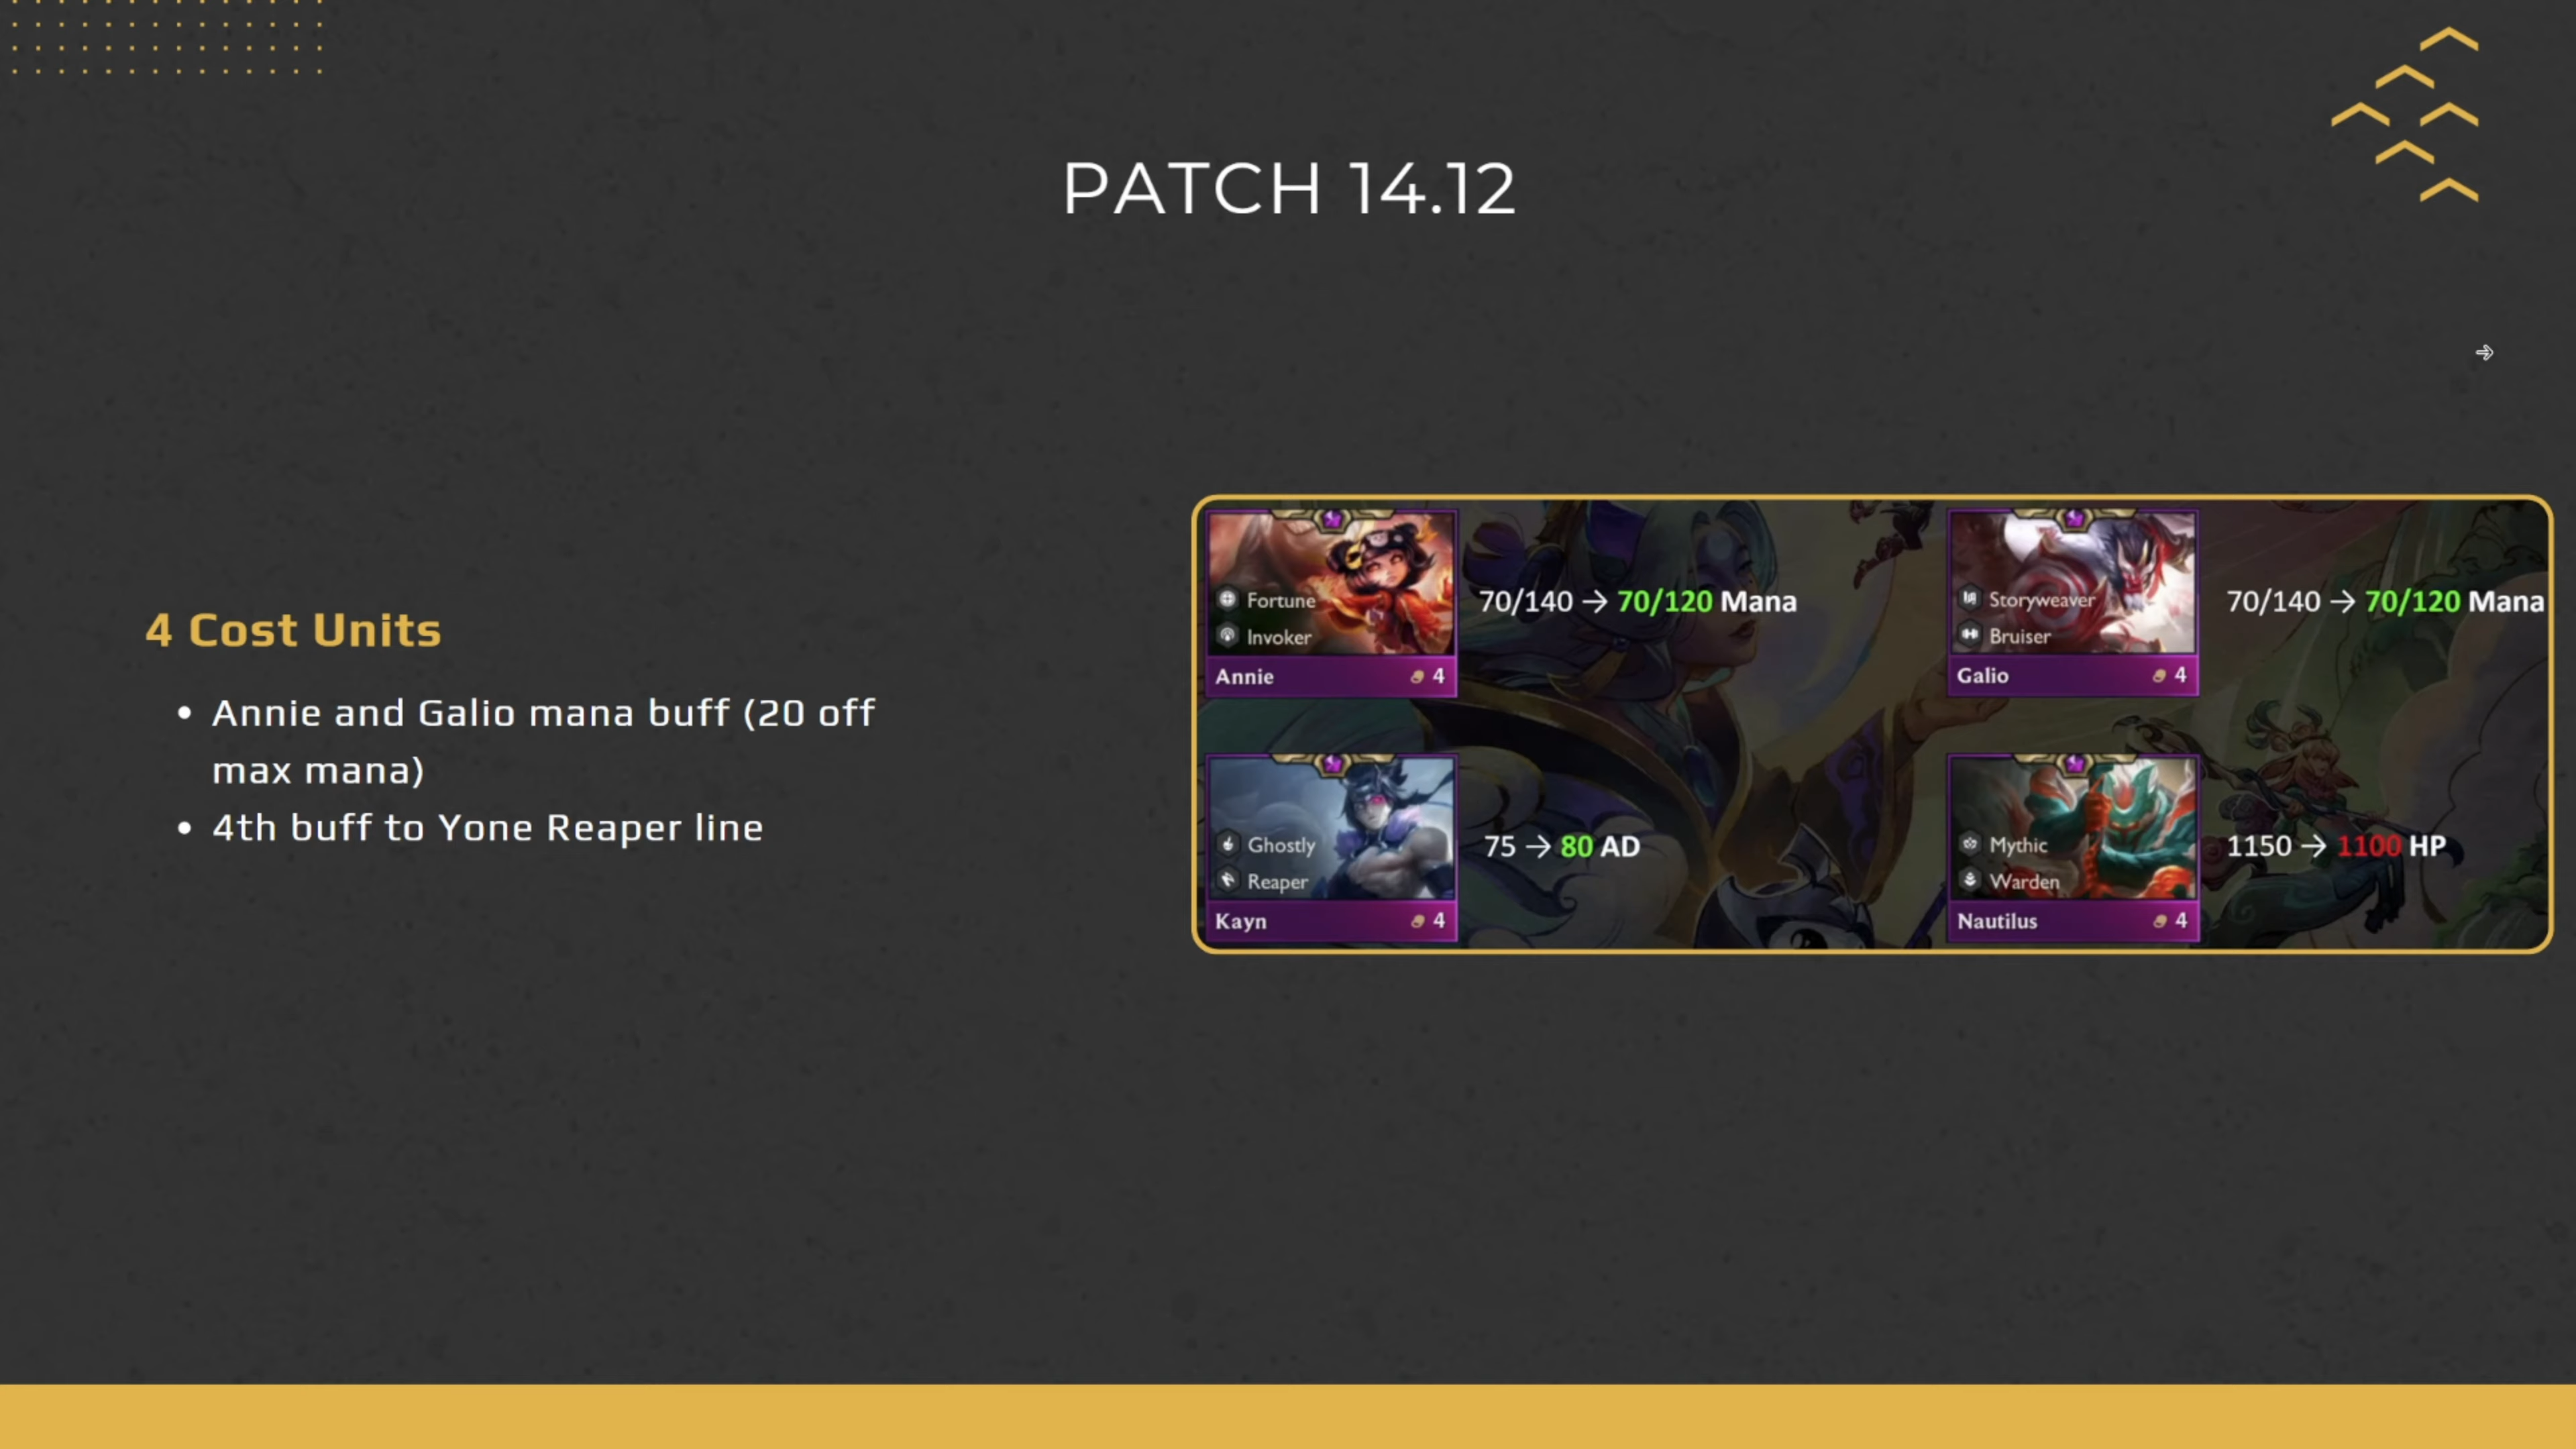 PATCH 14.12
4 Cost Units
• Annie and Galio mana buff (20 off
max mana)
• 4th buff to Yone Reaper line
Fortune
Invoker
Annie 4
70/140 → 70/120 Mana
Storyweaver
Bruiser
Galio 4
70/140 → 70/120 Mana
Ghostly
Reaper
Kayn 4
75 → 80 AD
Mythic
Warden
Nautilus 4
1150 → 1100 HP